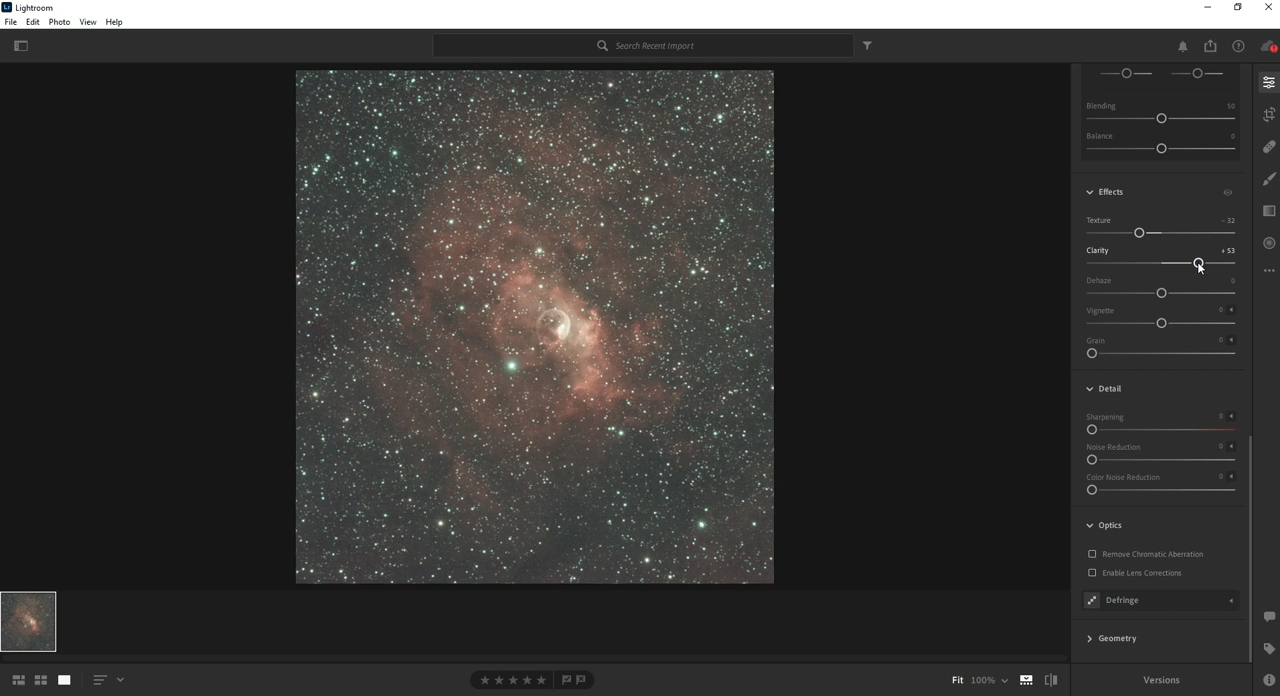 Lr Lightroom
File Edit Photo View Help
Search Recent Import
Blending 50
Balance 0
Effects
Texture - 32
Clarity + 53
Dehaze 0
Vignette 0
Grain 0
Detail
Sharpening 0
Noise Reduction 0
Color Noise Reduction 0
Optics
Remove Chromatic Aberration
Enable Lens Corrections
Defringe
Geometry
Fit 100% Versions